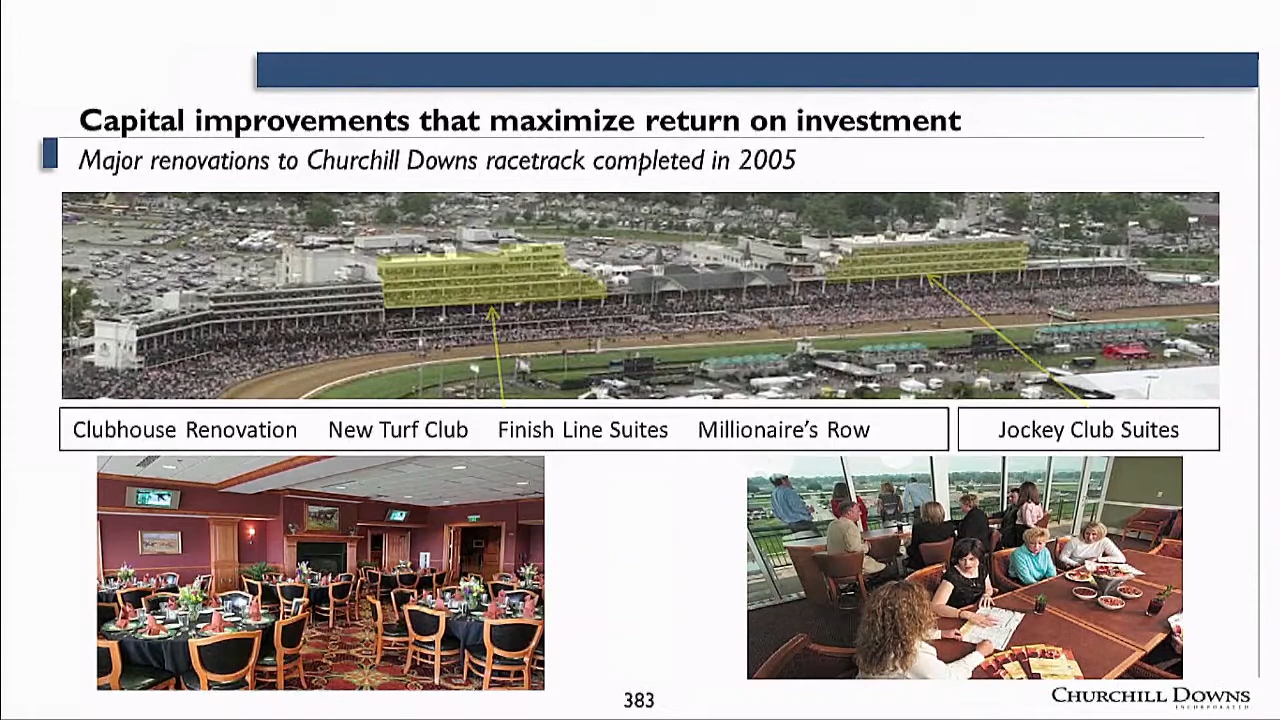 Capital improvements that maximize return on investment
Major renovations to Churchill Downs racetrack completed in 2005
Clubhouse Renovation New Turf Club Finish Line Suites Millionaire's Row
Jockey Club Suites
383
CHURCHILL DOWNS
INCORPORATED